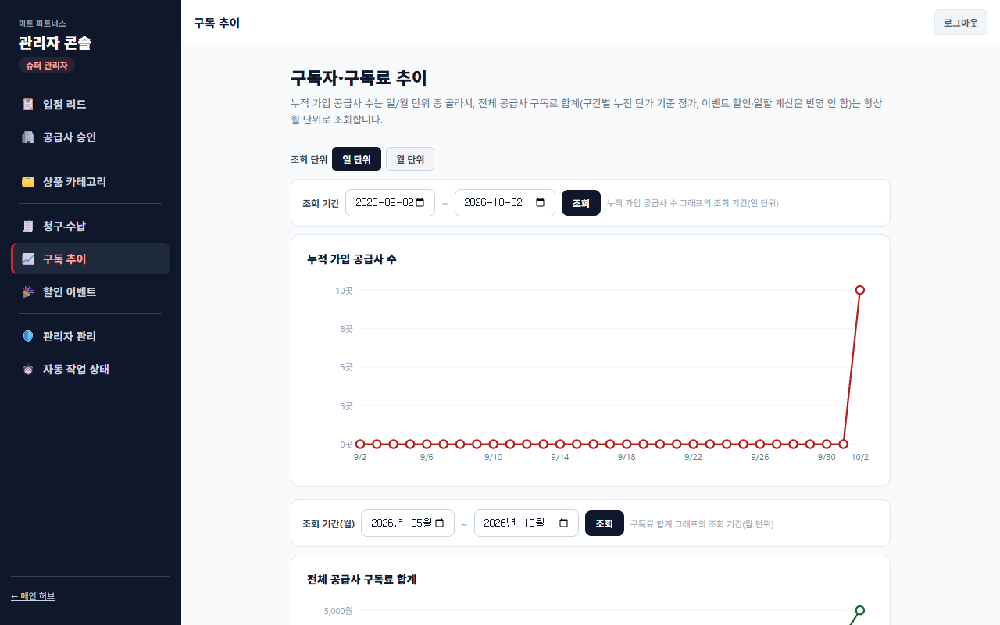 미트 파트너스
관리자 콘솔
슈퍼 관리자
입점 리드
공급사 승인
상품 카테고리
청구·수납
구독 추이
할인 이벤트
관리자 관리
자동 작업 상태
← 메인 허브
구독 추이
로그아웃
구독자·구독료 추이
누적 가입 공급사 수는 일/월 단위 중 골라서, 전체 공급사 구독료 합계(구간별 누진 단가 기준 정가, 이벤트 할인·일할 계산은 반영 안 함)는 항상
월 단위로 조회합니다.
조회 단위 일 단위 월 단위
조회 기간 2026-09-02 ~ 2026-10-02 조회 누적 가입 공급사 수 그래프의 조회 기간(일 단위)
누적 가입 공급사 수
10곳
8곳
5곳
3곳
0곳
9/2 9/6 9/10 9/14 9/18 9/22 9/26 9/30 10/2
조회 기간(월) 2026년 05월 ~ 2026년 10월 조회 구독료 합계 그래프의 조회 기간(월 단위)
전체 공급사 구독료 합계
5,000원